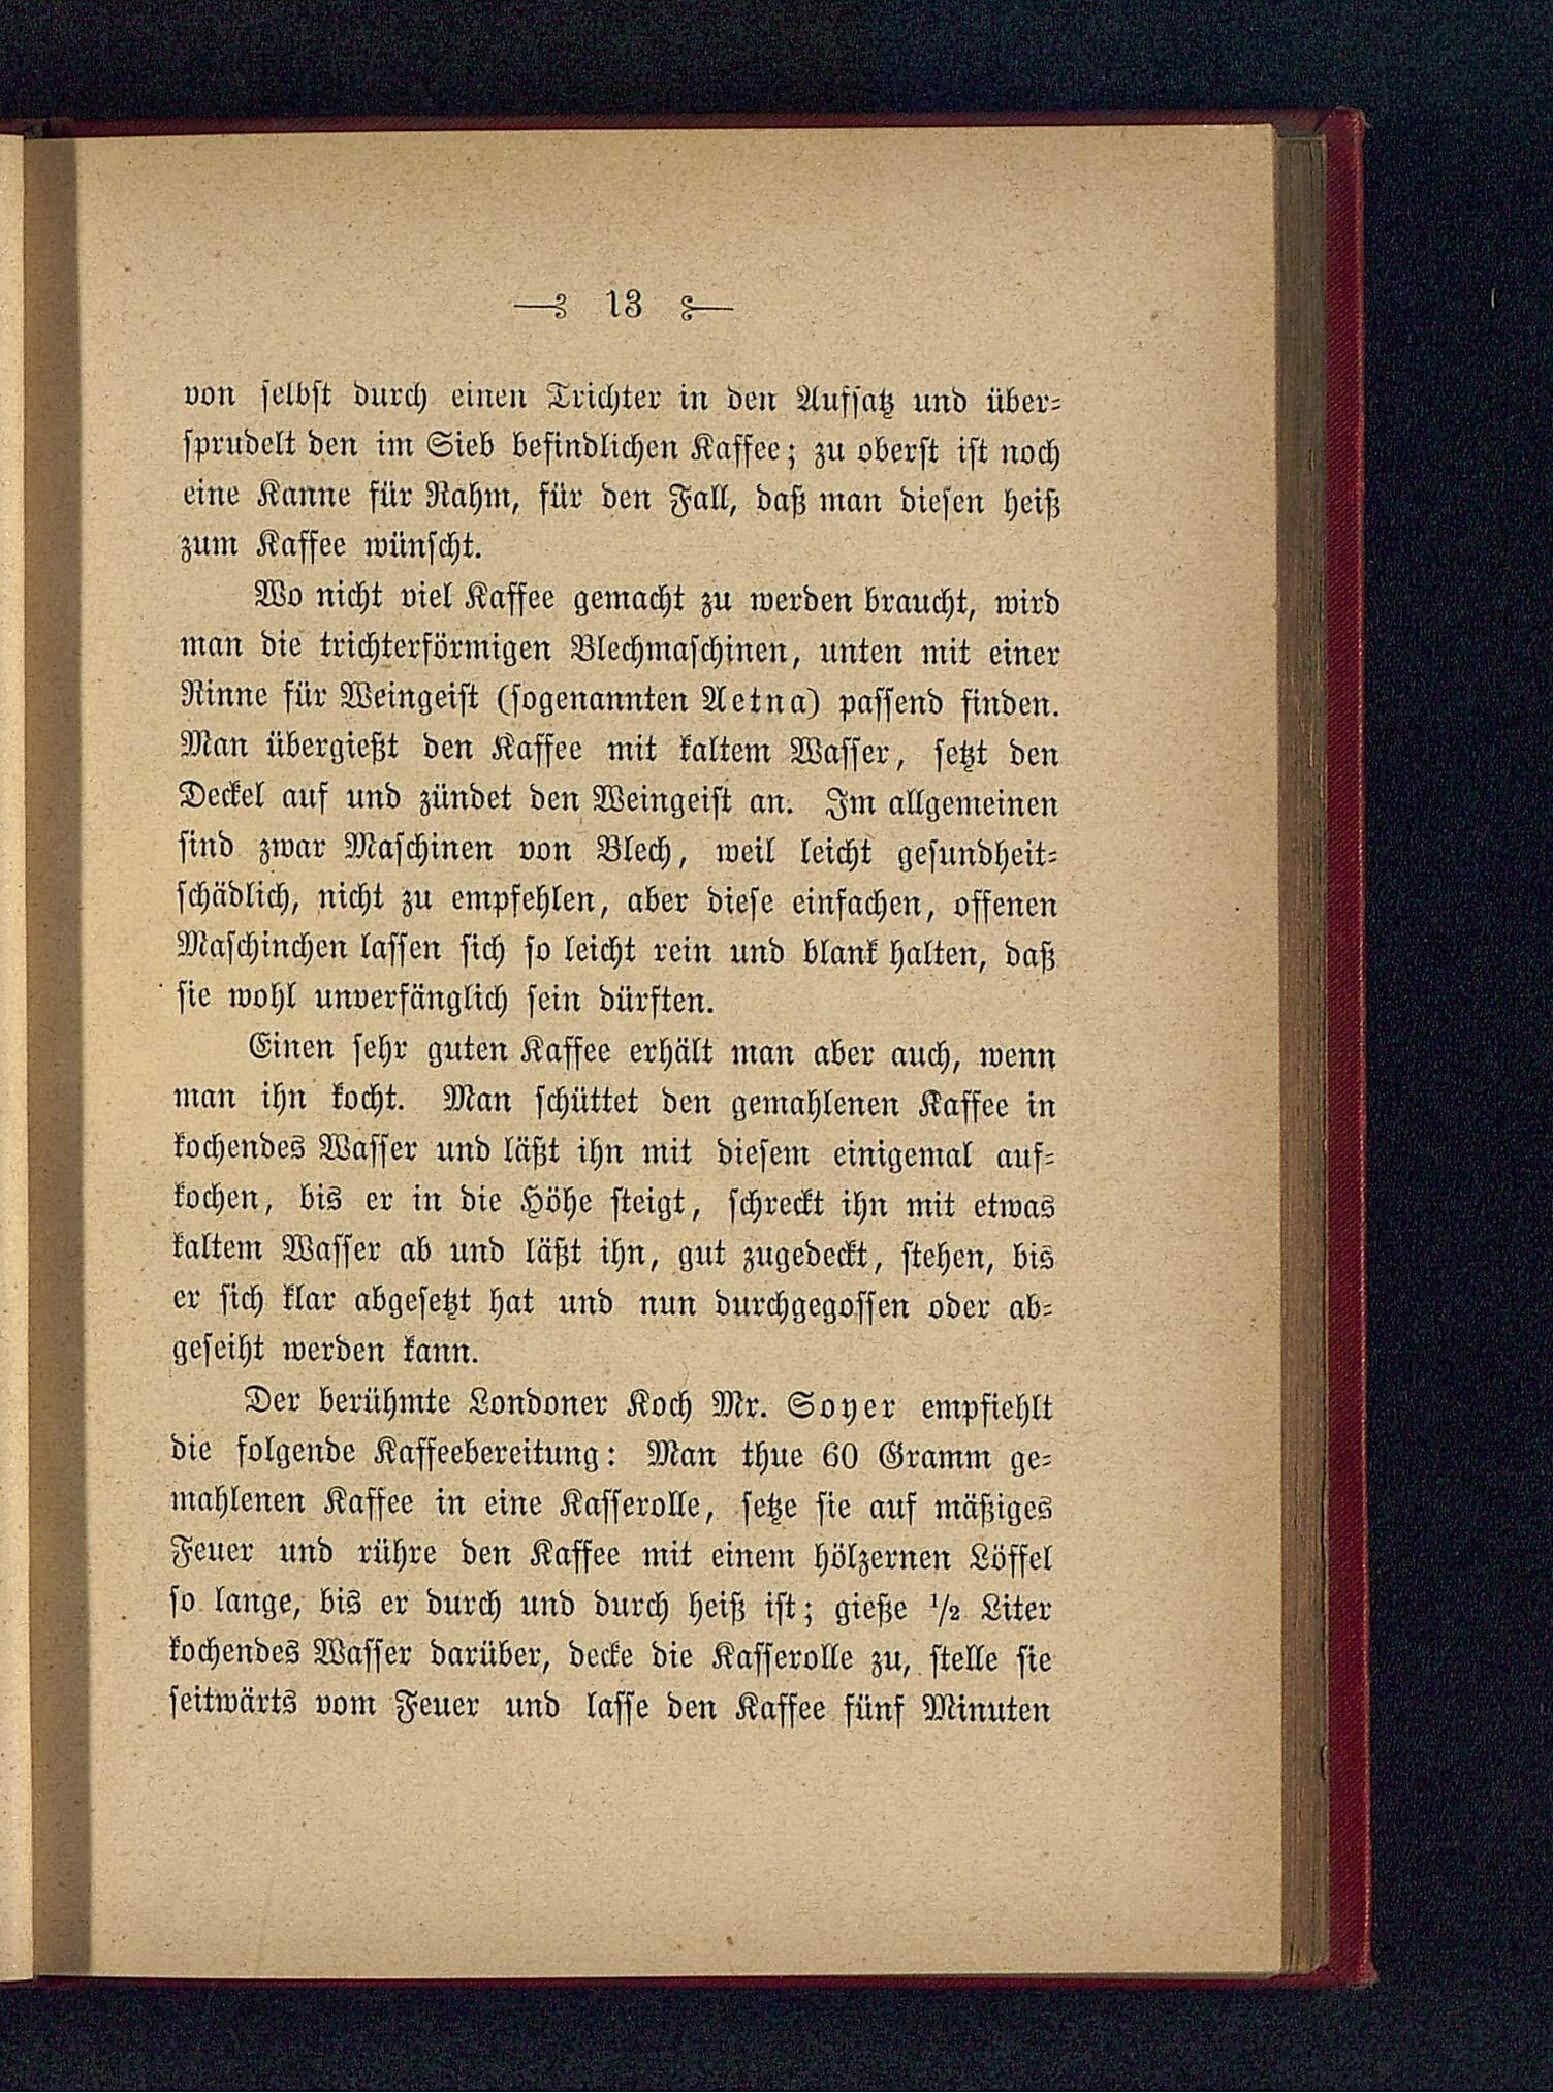 13
von selbst durch einen Trichter in den Aufsatz und über-
sprudelt den im Sieb befindlichen Kaffee; zu oberst ist noch
eine Kanne für Rahm, für den Fall, daß man diesen heiß
zum Kaffee wünscht.
Wo nicht viel Kaffee gemacht zu werden braucht, wird
man die trichterförmigen Blechmaschinen, unten mit einer
Rinne für Weingeist (sogenannten Aetna) passend finden.
Man übergießt den Kaffee mit kaltem Wasser, setzt den
Deckel auf und zündet den Weingeist an. Im allgemeinen
sind zwar Maschinen von Blech, weil leicht gesundheit-
schädlich, nicht zu empfehlen, aber diese einfachen, offenen
Maschinchen lassen sich so leicht rein und blank halten, daß
sie wohl unverfänglich sein dürften.
Einen sehr guten Kaffee erhält man aber auch, wenn
man ihn kocht. Man schüttet den gemahlenen Kaffee in
kochendes Wasser und läßt ihn mit diesem einigemal auf-
kochen, bis er in die Höhe steigt, schreckt ihn mit etwas
kaltem Wasser ab und läßt ihn, gut zugedeckt, stehen, bis
er sich klar abgesetzt hat und nun durchgegossen oder ab-
geseiht werden kann.
Der berühmte Londoner Koch Mr. Soyer empfiehlt
die folgende Kaffeebereitung: Man thue 60 Gramm ge-
mahlenen Kaffee in eine Kasserolle, setze sie auf mäßiges
Feuer und rühre den Kaffee mit einem hölzernen Löffel
so lange, bis er durch und durch heiß ist; gieße 1/2 Liter
kochendes Wasser darüber, decke die Kasserolle zu, stelle sie
seitwärts vom Feuer und lasse den Kaffee fünf Minuten